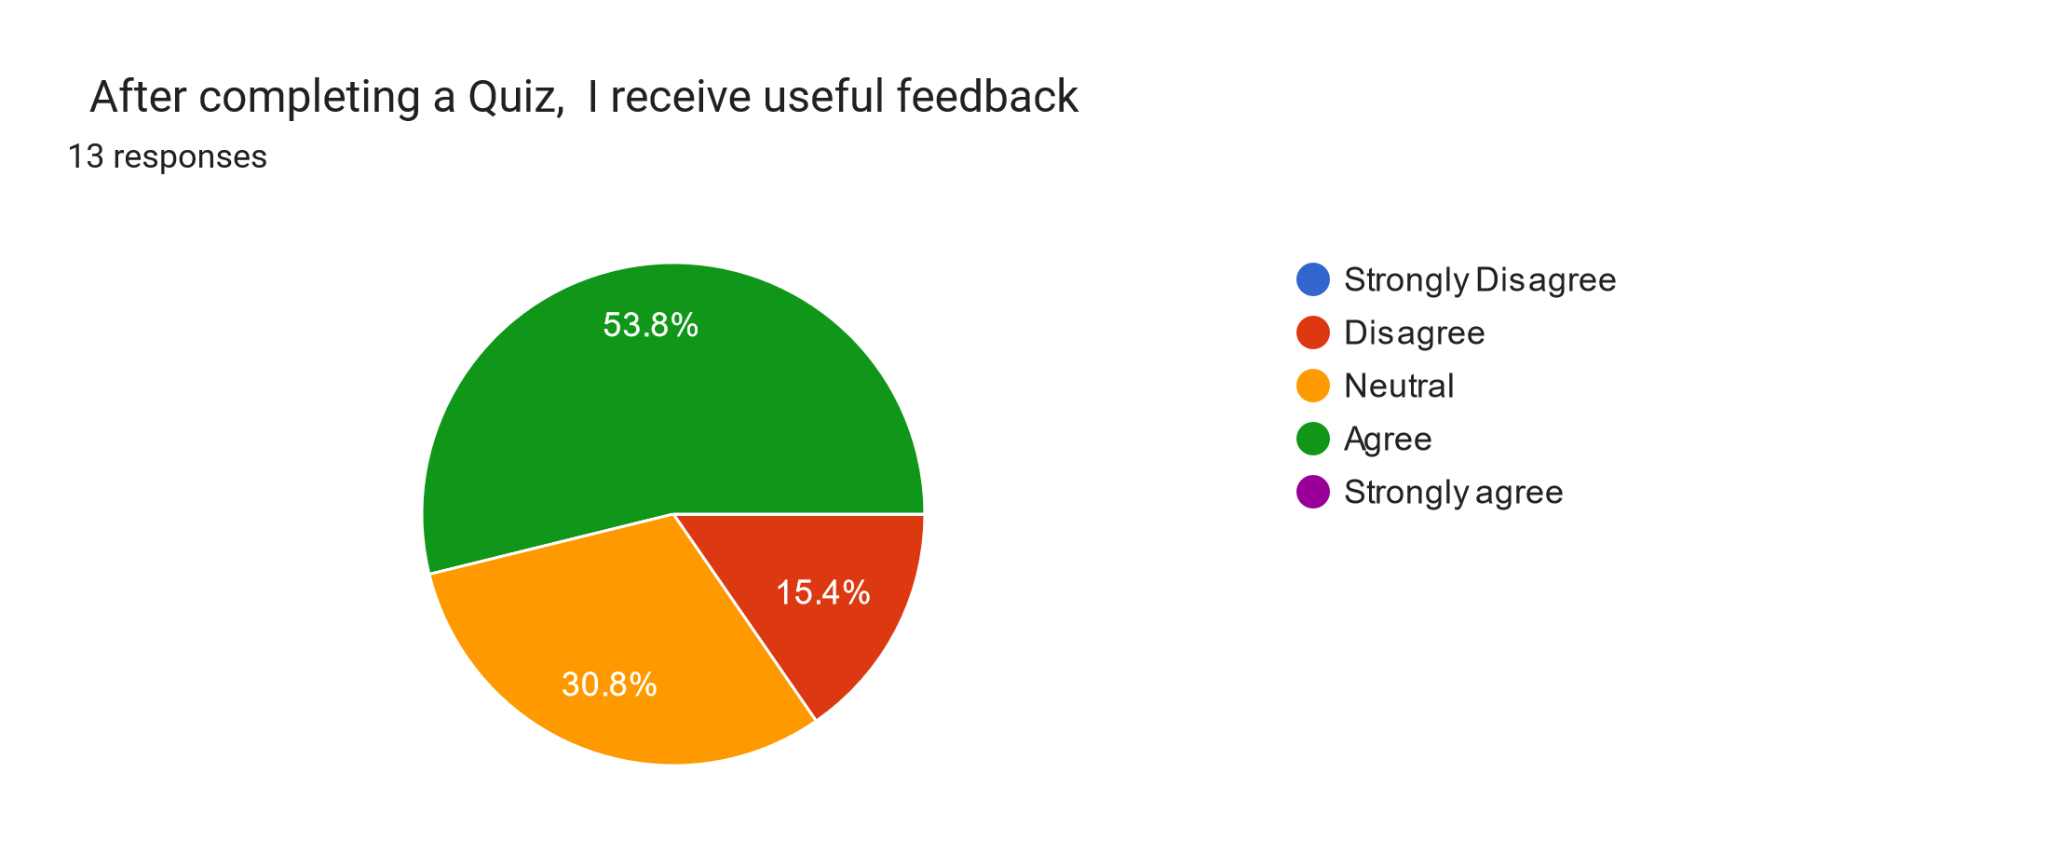 After completing a Quiz,  I receive useful feedback
13 responses
53.8%
15.4%
30.8%
Strongly Disagree
Disagree
Neutral
Agree
Strongly agree